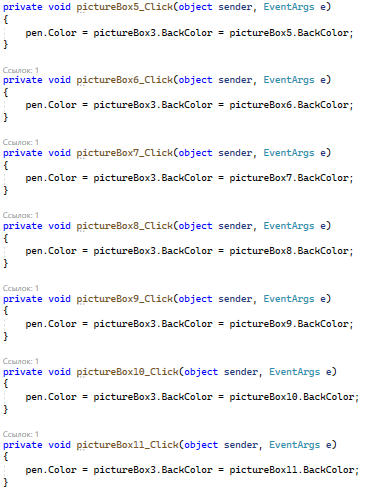 private void pictureBox5_Click(object sender, EventArgs e)
{
pen.Color = pictureBox3.BackColor = pictureBox5.BackColor;
}
Ссылок: 1
private void pictureBox6_Click(object sender, EventArgs e)
{
pen.Color = pictureBox3.BackColor = pictureBox6.BackColor;
}
Ссылок: 1
private void pictureBox7_Click(object sender, EventArgs e)
{
pen.Color = pictureBox3.BackColor = pictureBox7.BackColor;
}
Ссылок: 1
private void pictureBox8_Click(object sender, EventArgs e)
{
pen.Color = pictureBox3.BackColor = pictureBox8.BackColor;
}
Ссылок: 1
private void pictureBox9_Click(object sender, EventArgs e)
{
pen.Color = pictureBox3.BackColor = pictureBox9.BackColor;
}
Ссылок: 1
private void pictureBox10_Click(object sender, EventArgs e)
{
pen.Color = pictureBox3.BackColor = pictureBox10.BackColor;
}
Ссылок: 1
private void pictureBox11_Click(object sender, EventArgs e)
{
pen.Color = pictureBox3.BackColor = pictureBox11.BackColor;
}